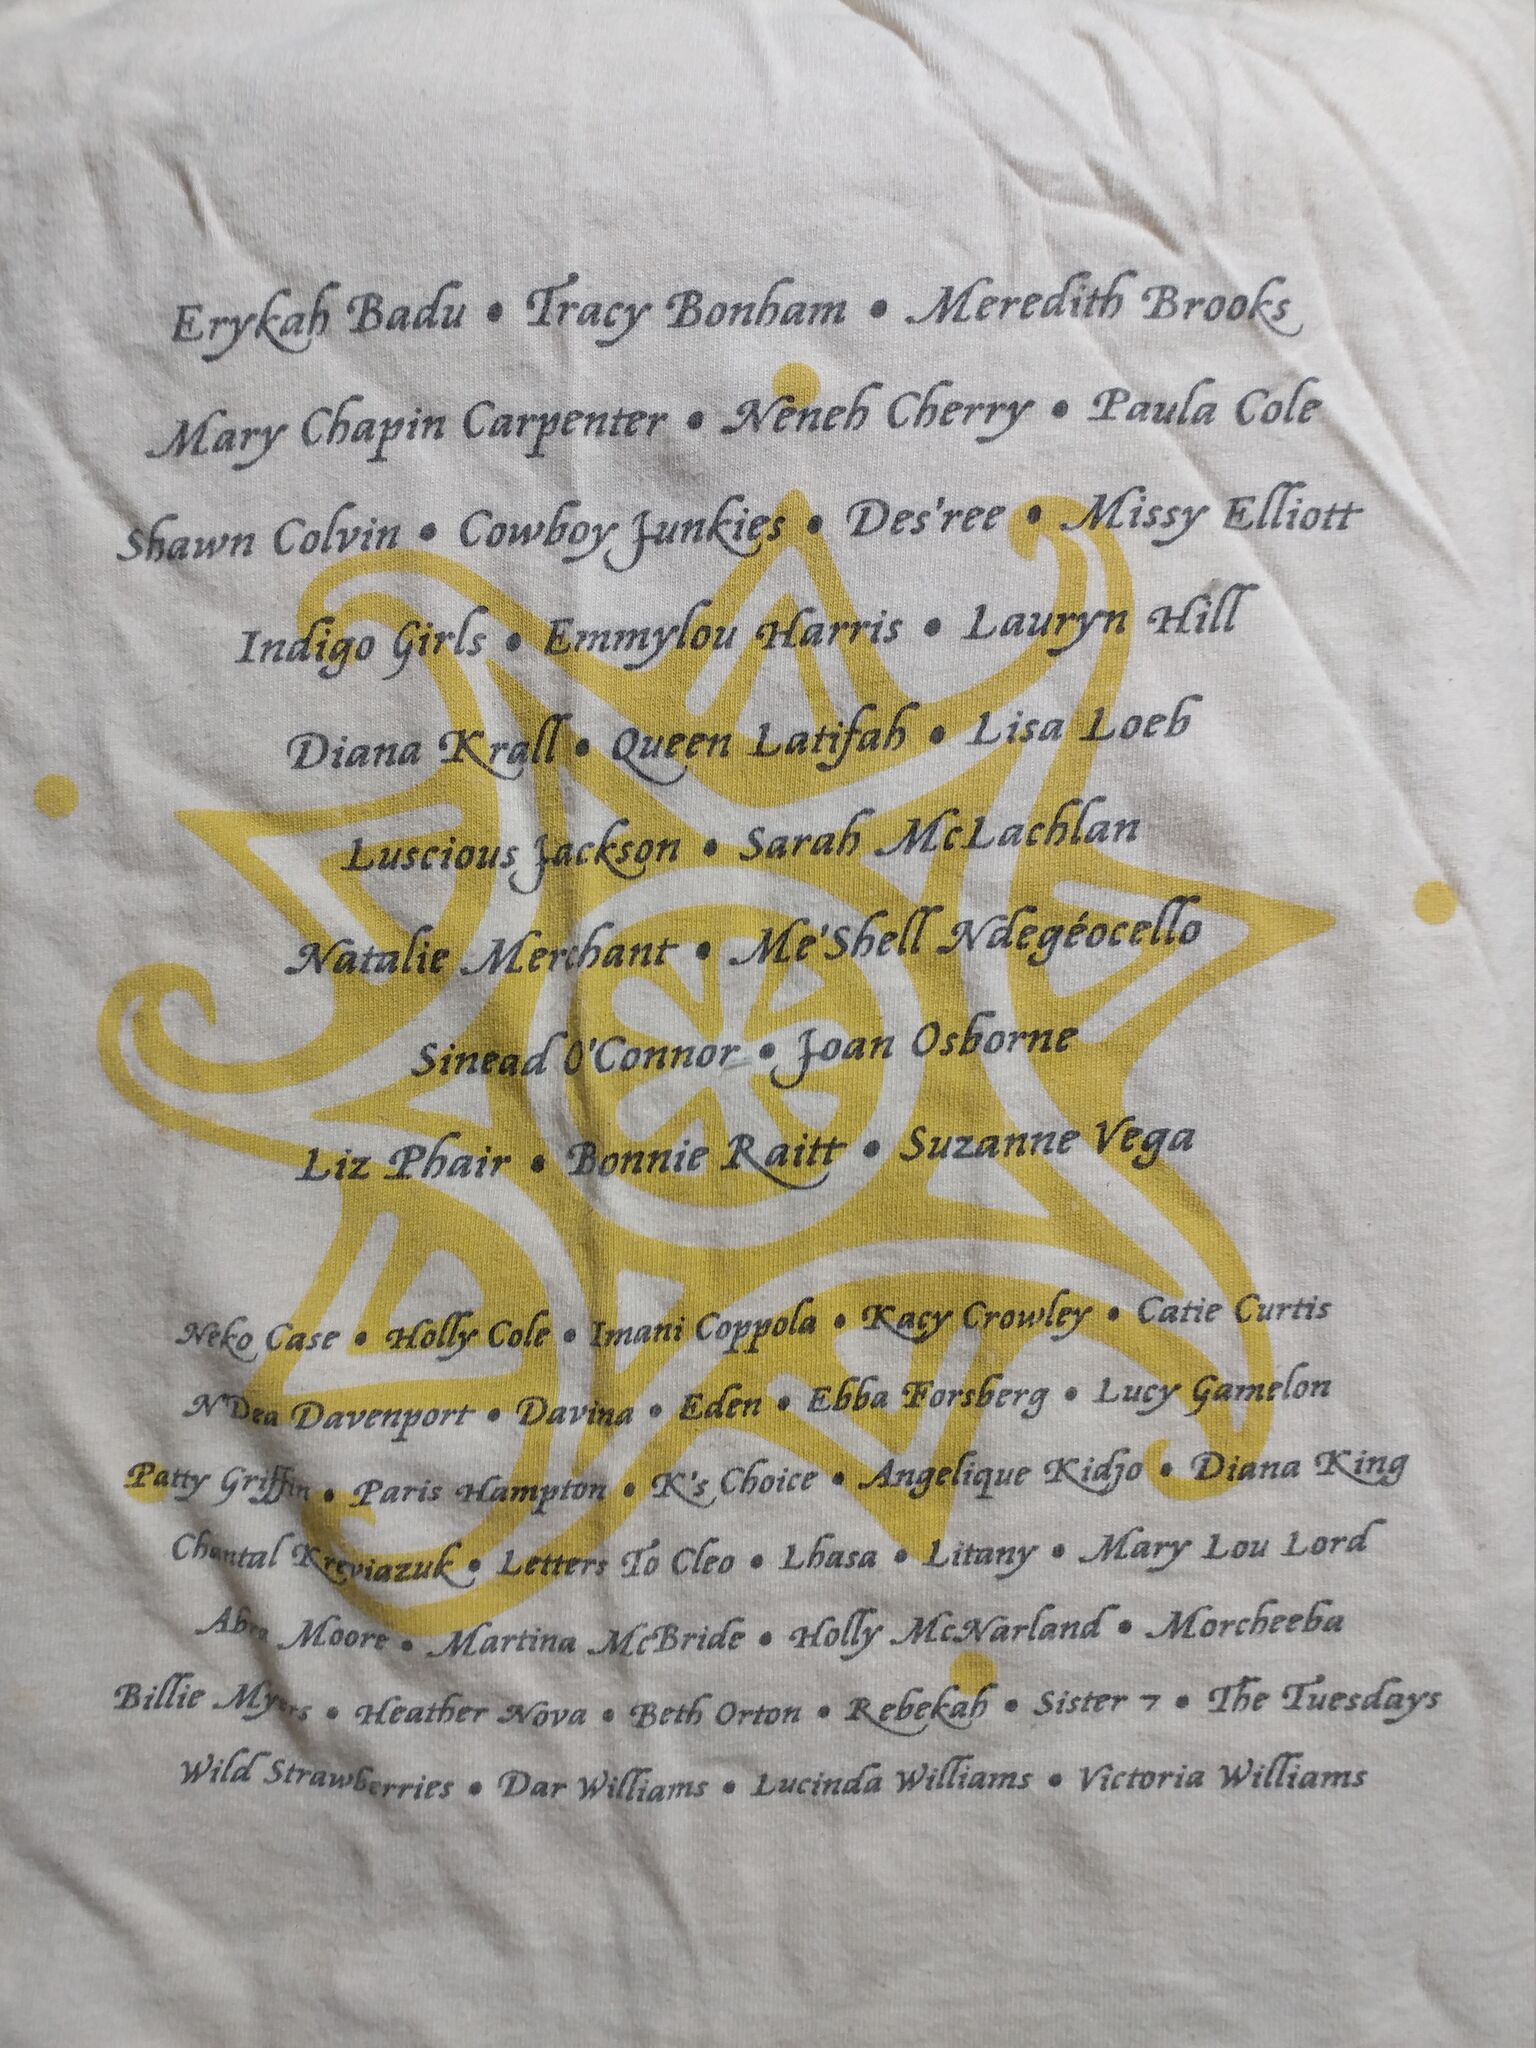 Erykah Badu • Tracy Bonham • Meredith Brooks
Mary Chapin Carpenter • Neneh Cherry • Paula Cole
Shawn Colvin • Cowboy Junkies • Des'ree • Missy Elliott
Indigo Girls • Emmylou Harris • Lauryn Hill
Diana Krall • Queen Latifah • Lisa Loeb
Luscious Jackson • Sarah McLachlan
Natalie Merchant • Me'Shell Ndegéocello
Sinead O'Connor • Joan Osborne
Liz Phair • Bonnie Raitt • Suzanne Vega
Neko Case • Holly Cole • Imani Coppola • Kacy Crowley • Catie Curtis
N'Dea Davenport • Davina • Eden • Ebba Forsberg • Lucy Gamelon
Patty Griffin • Paris Hampton • K's Choice • Angelique Kidjo • Diana King
Chantal Kreviazuk • Letters To Cleo • Lhasa • Litany • Mary Lou Lord
Abra Moore • Martina McBride • Holly McNarland • Morcheeba
Billie Myers • Heather Nova • Beth Orton • Rebekah • Sister 7 • The Tuesdays
Wild Strawberries • Dar Williams • Lucinda Williams • Victoria Williams